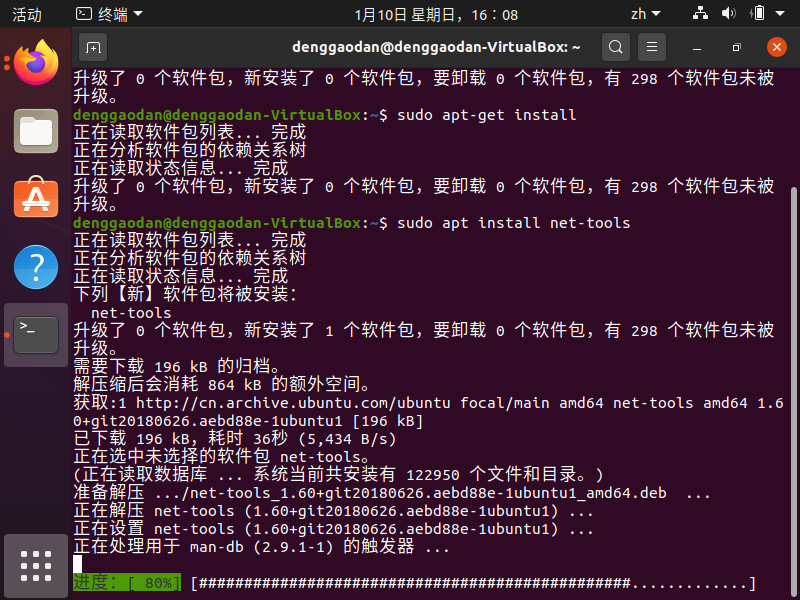 活动 终端 1月10日 星期日，16：08 zh
denggaodan@denggaodan-VirtualBox: ~
升级了 0 个软件包，新安装了 0 个软件包，要卸载 0 个软件包，有 298 个软件包未被
升级。
denggaodan@denggaodan-VirtualBox:~$ sudo apt-get install
正在读取软件包列表... 完成
正在分析软件包的依赖关系树
正在读取状态信息... 完成
升级了 0 个软件包，新安装了 0 个软件包，要卸载 0 个软件包，有 298 个软件包未被
升级。
denggaodan@denggaodan-VirtualBox:~$ sudo apt install net-tools
正在读取软件包列表... 完成
正在分析软件包的依赖关系树
正在读取状态信息... 完成
下列【新】软件包将被安装：
net-tools
升级了 0 个软件包，新安装了 1 个软件包，要卸载 0 个软件包，有 298 个软件包未被
升级。
需要下载 196 kB 的归档。
解压缩后会消耗 864 kB 的额外空间。
获取:1 http://cn.archive.ubuntu.com/ubuntu focal/main amd64 net-tools amd64 1.6
0+git20180626.aebd88e-1ubuntu1 [196 kB]
已下载 196 kB，耗时 36秒 (5,434 B/s)
正在选中未选择的软件包 net-tools。
(正在读取数据库 ... 系统当前共安装有 122950 个文件和目录。)
准备解压 .../net-tools_1.60+git20180626.aebd88e-1ubuntu1_amd64.deb ...
正在解压 net-tools (1.60+git20180626.aebd88e-1ubuntu1) ...
正在设置 net-tools (1.60+git20180626.aebd88e-1ubuntu1) ...
正在处理用于 man-db (2.9.1-1) 的触发器 ...
进度：[ 80%] [################################################.............]